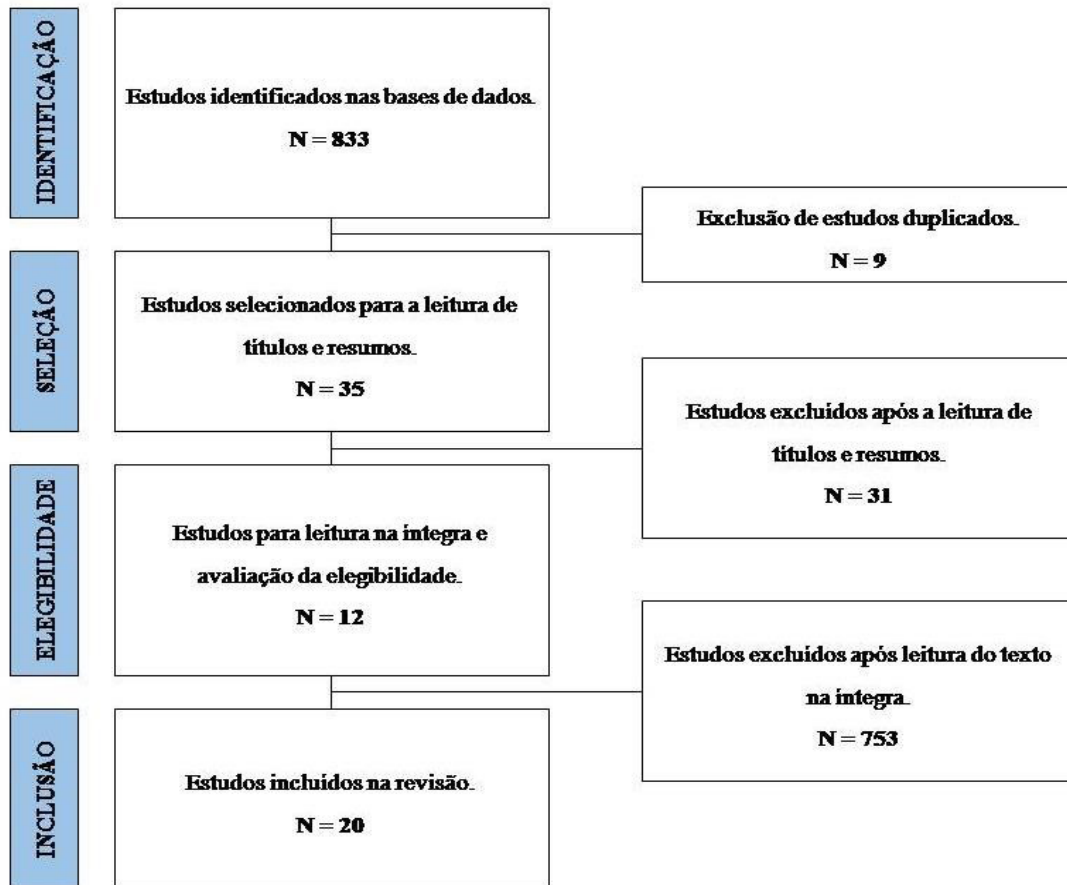 IDENTIFICAÇÃO
Estudos identificados nas bases de dados.
N = 833
Exclusão de estudos duplicados.
N = 9
SELEÇÃO
Estudos selecionados para a leitura de
títulos e resumos.
N = 35
Estudos excluídos após a leitura de
títulos e resumos.
N = 31
ELEGIBILIDADE
Estudos para leitura na íntegra e
avaliação da elegibilidade.
N = 12
Estudos excluídos após leitura do texto
na íntegra.
N = 753
INCLUSÃO
Estudos incluídos na revisão.
N = 20